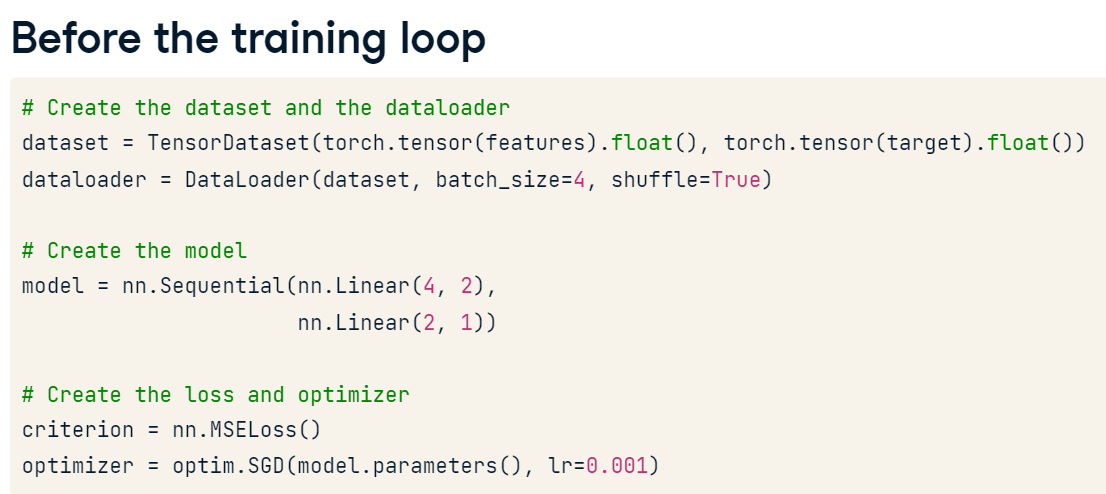 Before the training loop
# Create the dataset and the dataloader
dataset = TensorDataset(torch.tensor(features).float(), torch.tensor(target).float())
dataloader = DataLoader(dataset, batch_size=4, shuffle=True)
# Create the model
model = nn.Sequential(nn.Linear(4, 2),
                      nn.Linear(2, 1))
# Create the loss and optimizer
criterion = nn.MSELoss()
optimizer = optim.SGD(model.parameters(), lr=0.001)